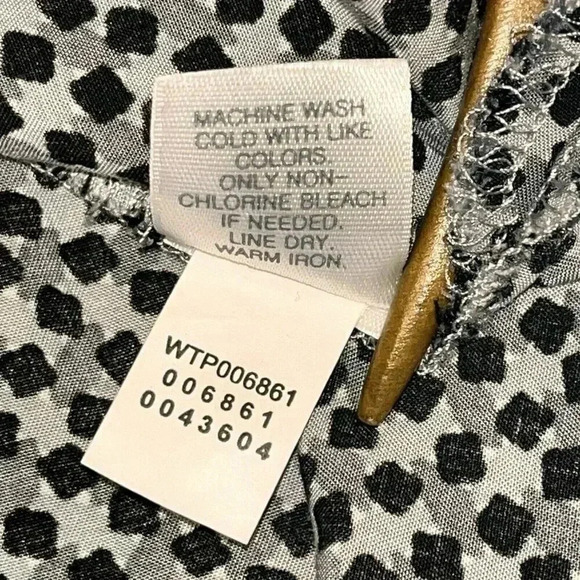 MACHINE WASH
COLD WITH LIKE
COLORS.
ONLY NON-
CHLORINE BLEACH
IF NEEDED.
LINE DRY.
WARM IRON.
WTP006861
006861
0043604